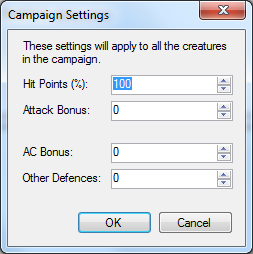 Campaign Settings
These settings will apply to all the creatures
in the campaign.
Hit Points (%): 100
Attack Bonus: 0
AC Bonus: 0
Other Defences: 0
OK Cancel